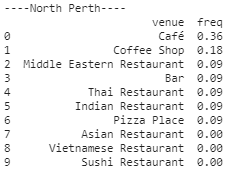 ----North Perth----
venue freq
0 Café 0.36
1 Coffee Shop 0.18
2 Middle Eastern Restaurant 0.09
3 Bar 0.09
4 Thai Restaurant 0.09
5 Indian Restaurant 0.09
6 Pizza Place 0.09
7 Asian Restaurant 0.00
8 Vietnamese Restaurant 0.00
9 Sushi Restaurant 0.00